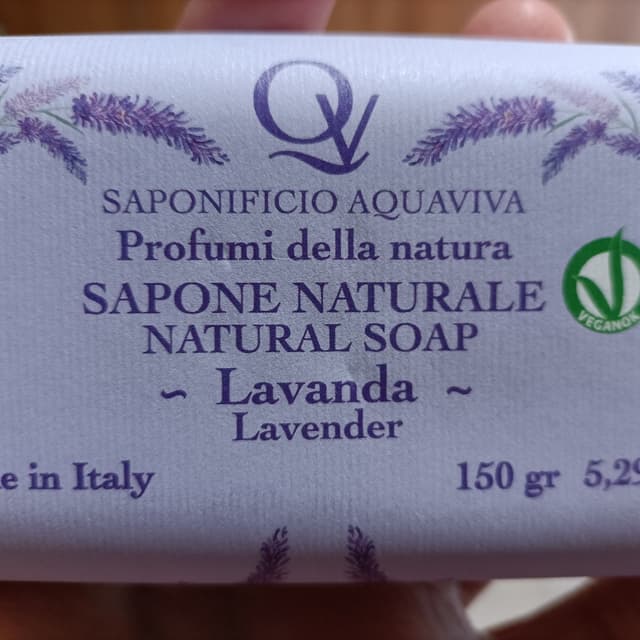 QV
SAPONIFICIO AQUAVIVA
Profumi della natura
SAPONE NATURALE
NATURAL SOAP
VEGANOK
~ Lavanda ~
Lavender
e in Italy
150 gr 5,29